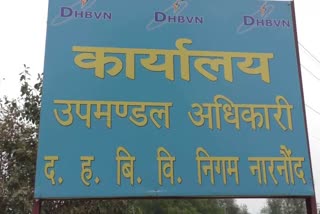 DHBVN DHBVN DHBVN
कार्यालय
उपमण्डल अधिकारी
द. ह. बि. वि. निगम नारनौंद